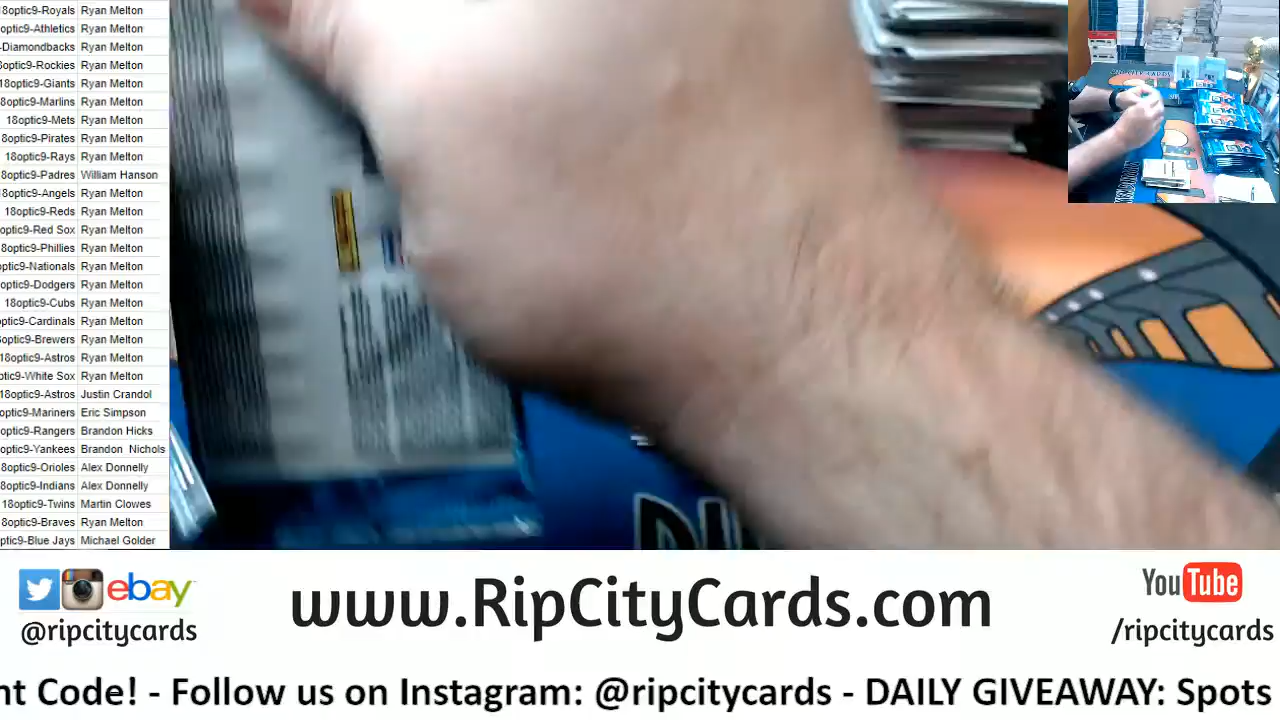 18optic9-Royals Ryan Melton
optic9-Athletics Ryan Melton
-Diamondbacks Ryan Melton
8optic9-Rockies Ryan Melton
18optic9-Giants Ryan Melton
8optic9-Marlins Ryan Melton
18optic9-Mets Ryan Melton
8optic9-Pirates Ryan Melton
18optic9-Rays Ryan Melton
8optic9-Padres William Hanson
18optic9-Angels Ryan Melton
18optic9-Reds Ryan Melton
optic9-Red Sox Ryan Melton
8optic9-Phillies Ryan Melton
optic9-Nationals Ryan Melton
optic9-Dodgers Ryan Melton
18optic9-Cubs Ryan Melton
optic9-Cardinals Ryan Melton
optic9-Brewers Ryan Melton
18optic9-Astros Ryan Melton
optic9-White Sox Ryan Melton
18optic9-Astros Justin Crandol
optic9-Mariners Eric Simpson
optic9-Rangers Brandon Hicks
optic9-Yankees Brandon Nichols
8optic9-Orioles Alex Donnelly
8optic9-Indians Alex Donnelly
18optic9-Twins Martin Clowes
8optic9-Braves Ryan Melton
optic9-Blue Jays Michael Golder
ebay
@ripcitycards
www.RipCityCards.com
YouTube
/ripcitycards
nt Code! - Follow us on Instagram: @ripcitycards - DAILY GIVEAWAY: Spots